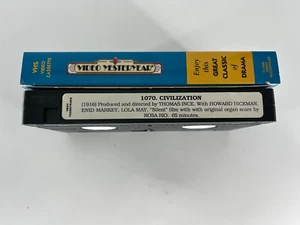 VHS
VIDEO
CASSETTE
VIDEO YESTERYEAR
Enjoy
this
GREAT
CLASSIC
of
DRAMA
1070. CIVILIZATION
(1916) Produced and directed by THOMAS INCE. With HOWARD HICKMAN,
ENID MARKEY, LOLA MAY. "Silent" film with with original organ score by
ROSA RIO. 65 minutes.